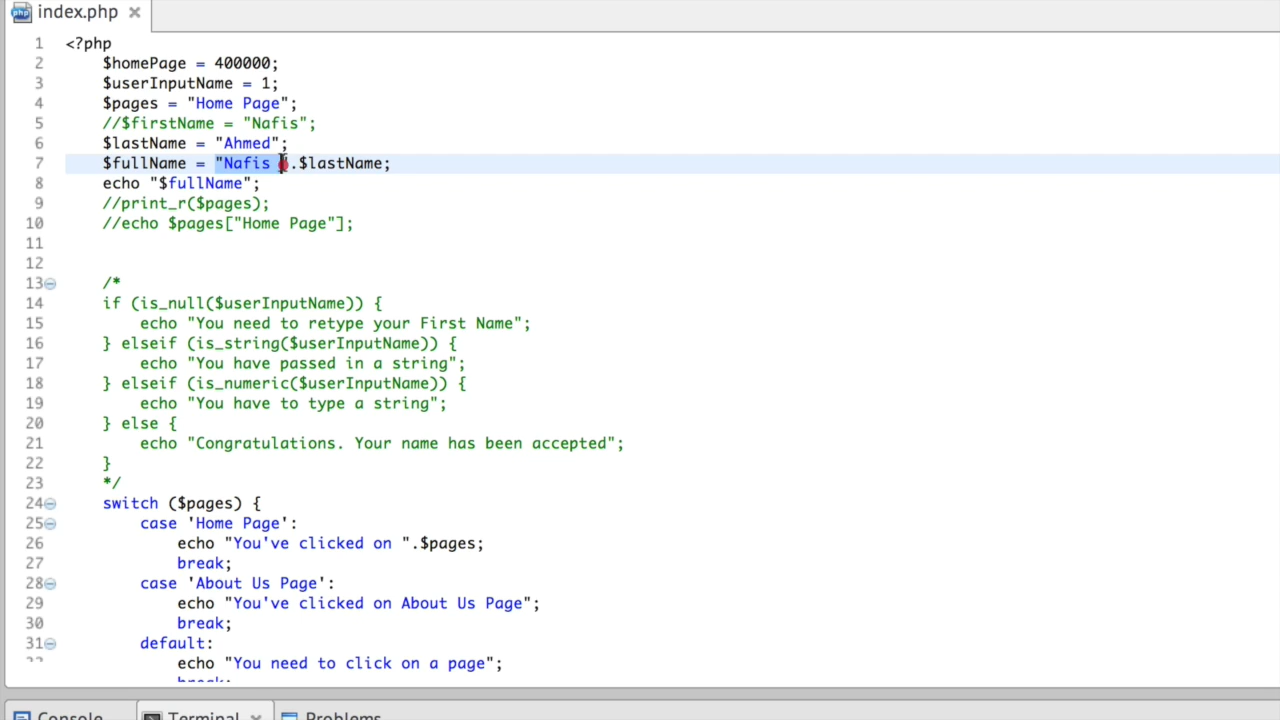 index.php
1 <?php
2 $homePage = 400000;
3 $userInputName = 1;
4 $pages = "Home Page";
5 //$firstName = "Nafis";
6 $lastName = "Ahmed";
7 $fullName = "Nafis ".$lastName;
8 echo "$fullName";
9 //print_r($pages);
10 //echo $pages["Home Page"];
11
12
13 /*
14 if (is_null($userInputName)) {
15 echo "You need to retype your First Name";
16 } elseif (is_string($userInputName)) {
17 echo "You have passed in a string";
18 } elseif (is_numeric($userInputName)) {
19 echo "You have to type a string";
20 } else {
21 echo "Congratulations. Your name has been accepted";
22 }
23 */
24 switch ($pages) {
25 case 'Home Page':
26 echo "You've clicked on ".$pages;
27 break;
28 case 'About Us Page':
29 echo "You've clicked on About Us Page";
30 break;
31 default:
echo "You need to click on a page";
break;
Console Terminal Problems